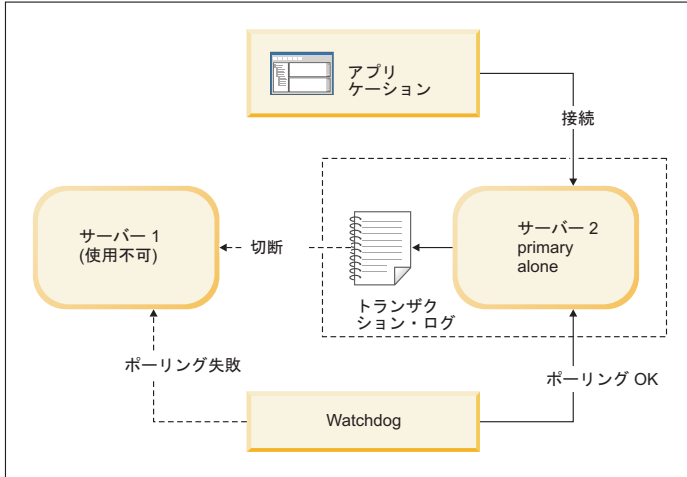 アプリ
ケーション
接続
サーバー 1
(使用不可)
切断
サーバー 2
primary
alone
トランザク
ション・ログ
ポーリング失敗
ポーリング OK
Watchdog